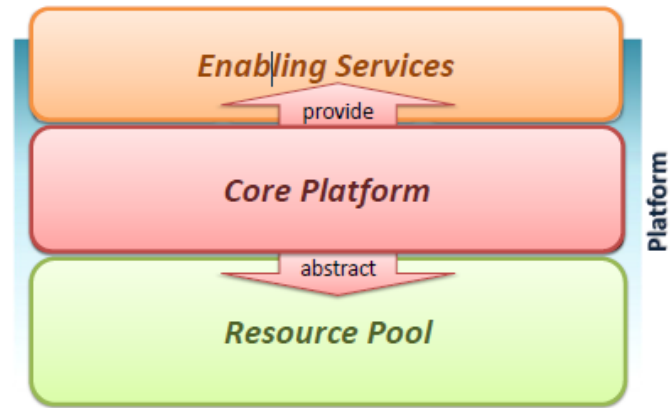 Enabling Services
provide
Core Platform
abstract
Resource Pool
Platform